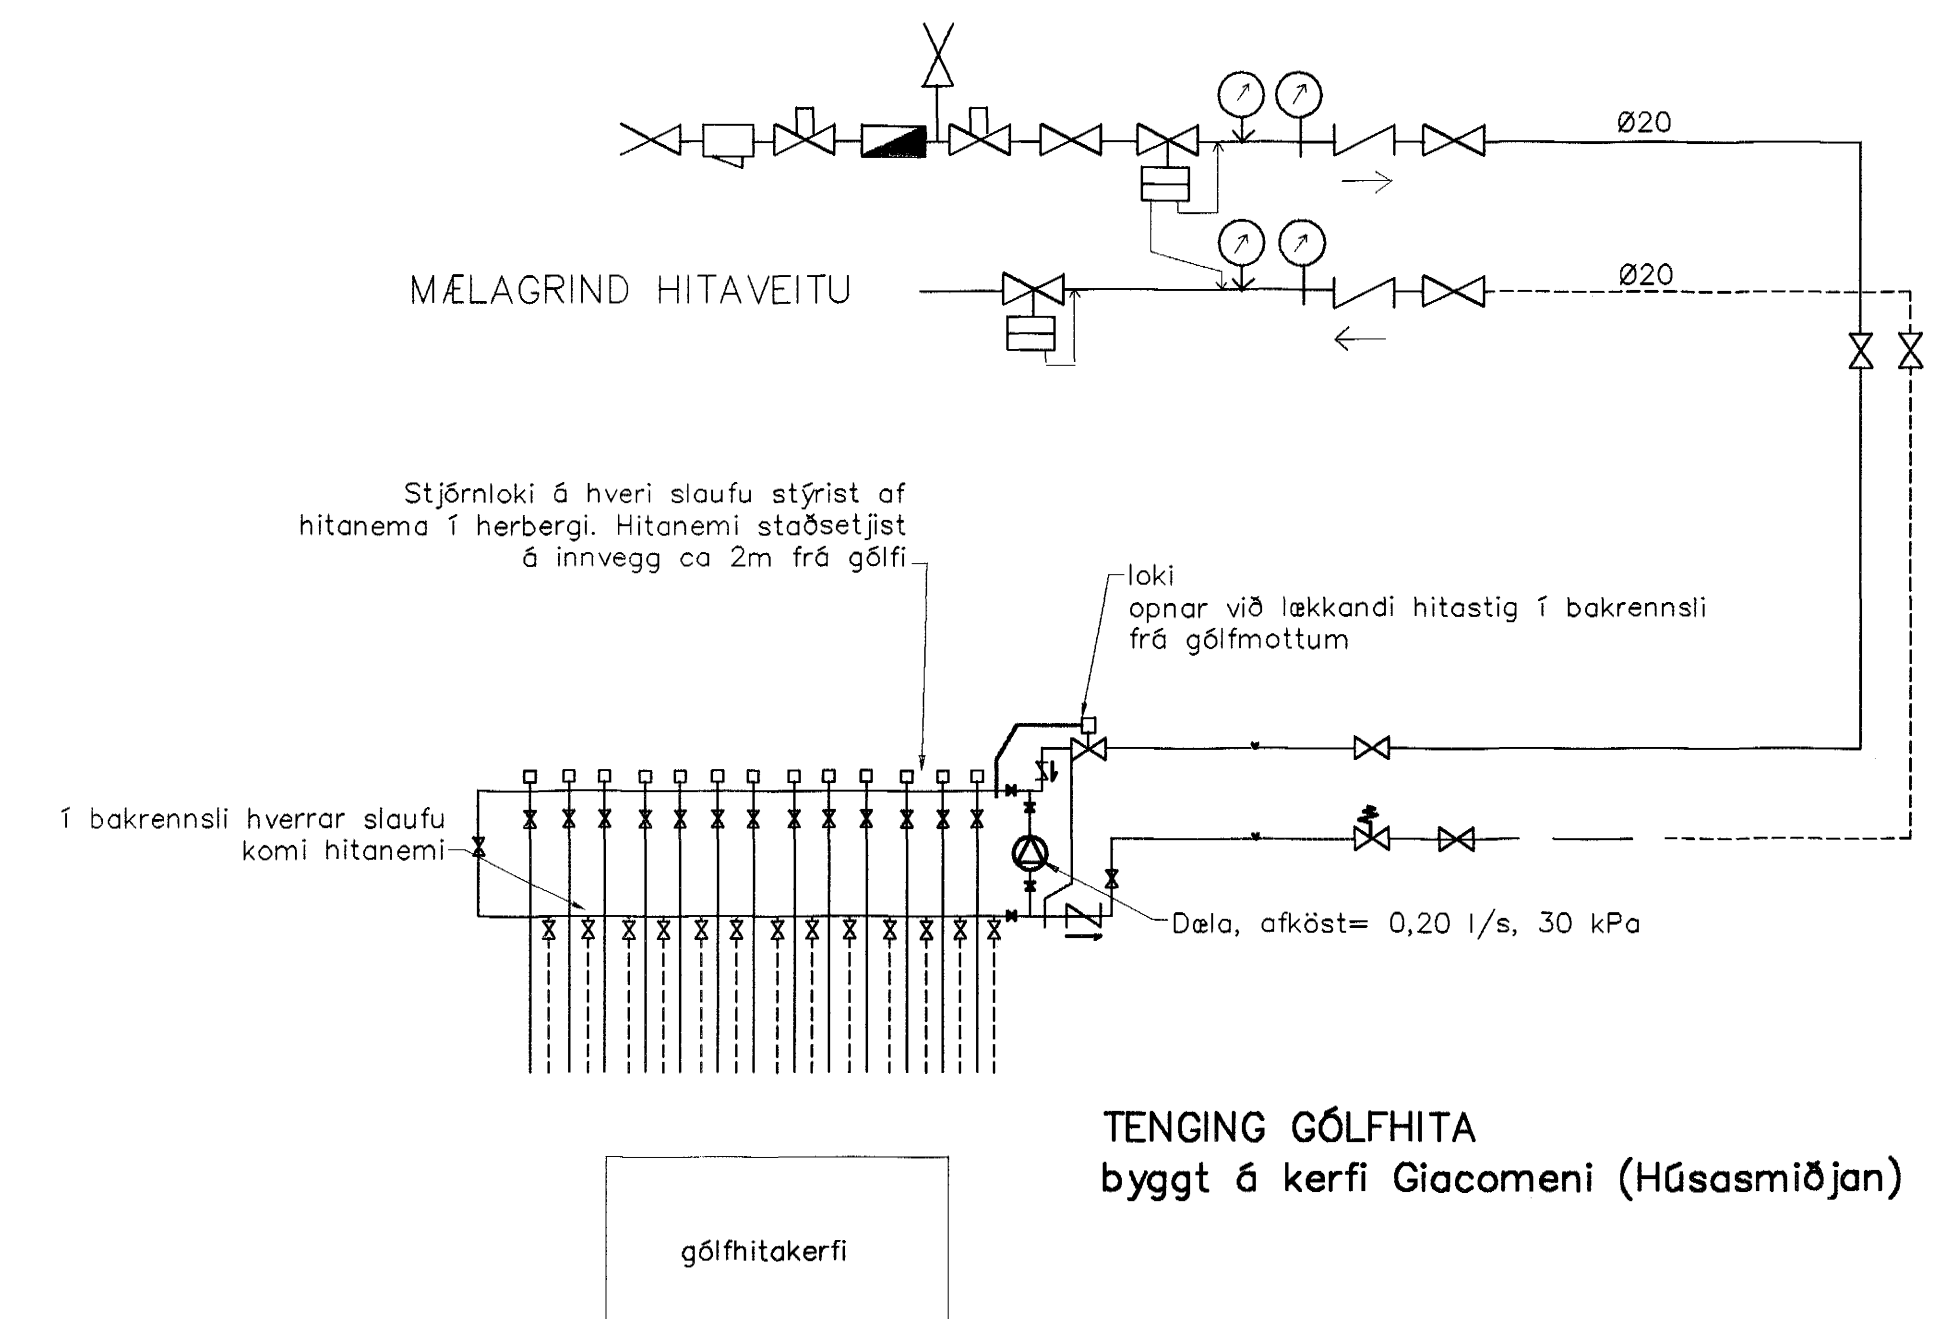 Ø20
MÆLAGRIND HITAVEITU
Ø20
Stjórnloki á hveri slaufu stýrist af
hitanema í herbergi. Hitanemi staðsetjist
á innvegg ca 2m frá gólfi
loki
opnar við lækkandi hitastig í bakrennsli
frá gólfmottum
í bakrennsli hverrar slaufu
komi hitanemi
Dæla, afköst= 0,20 l/s, 30 kPa
TENGING GÓLFHITA
byggt á kerfi Giacomeni (Húsasmiðjan)
gólfhitakerfi